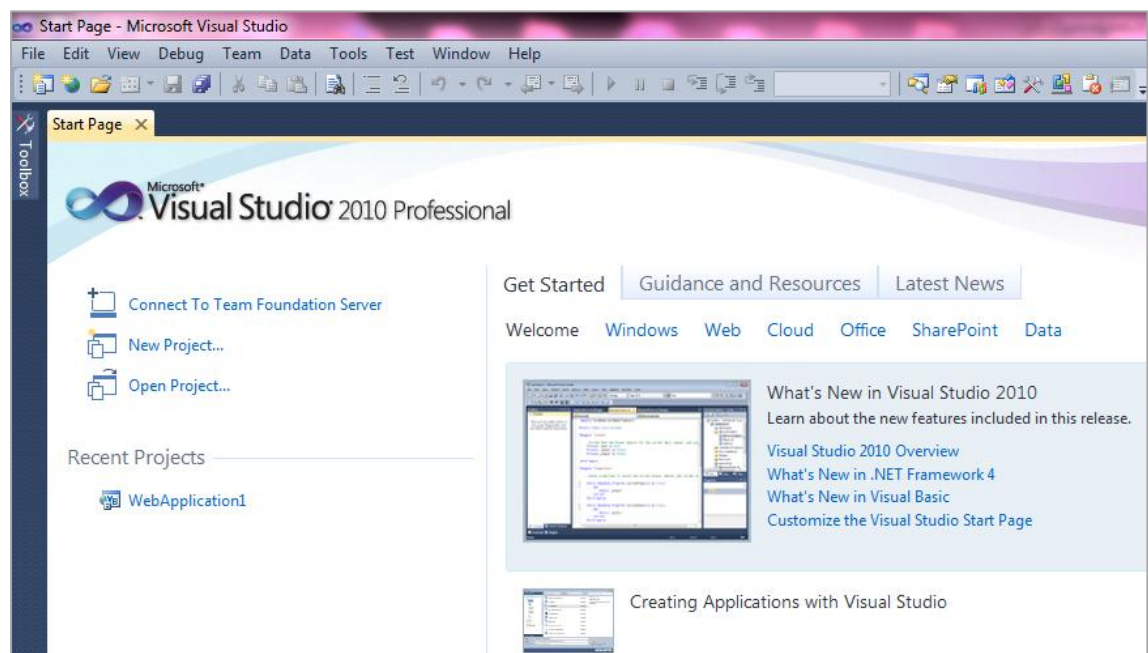 Start Page - Microsoft Visual Studio
File Edit View Debug Team Data Tools Test Window Help
Toolbox
Start Page
Microsoft®
Visual Studio® 2010 Professional
Connect To Team Foundation Server
New Project...
Open Project...
Recent Projects
WebApplication1
Get Started Guidance and Resources Latest News
Welcome Windows Web Cloud Office SharePoint Data
What's New in Visual Studio 2010
Learn about the new features included in this release.
Visual Studio 2010 Overview
What's New in .NET Framework 4
What's New in Visual Basic
Customize the Visual Studio Start Page
Creating Applications with Visual Studio